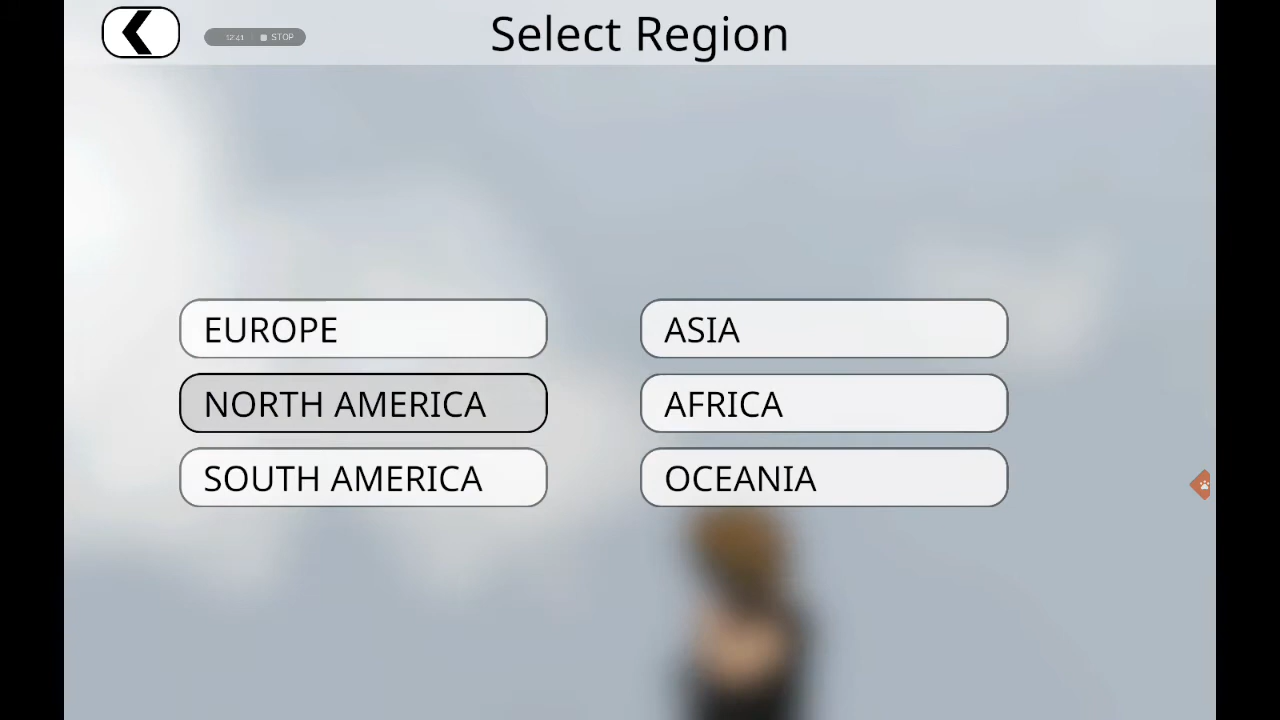 Select Region
STOP
EUROPE
ASIA
NORTH AMERICA
AFRICA
SOUTH AMERICA
OCEANIA